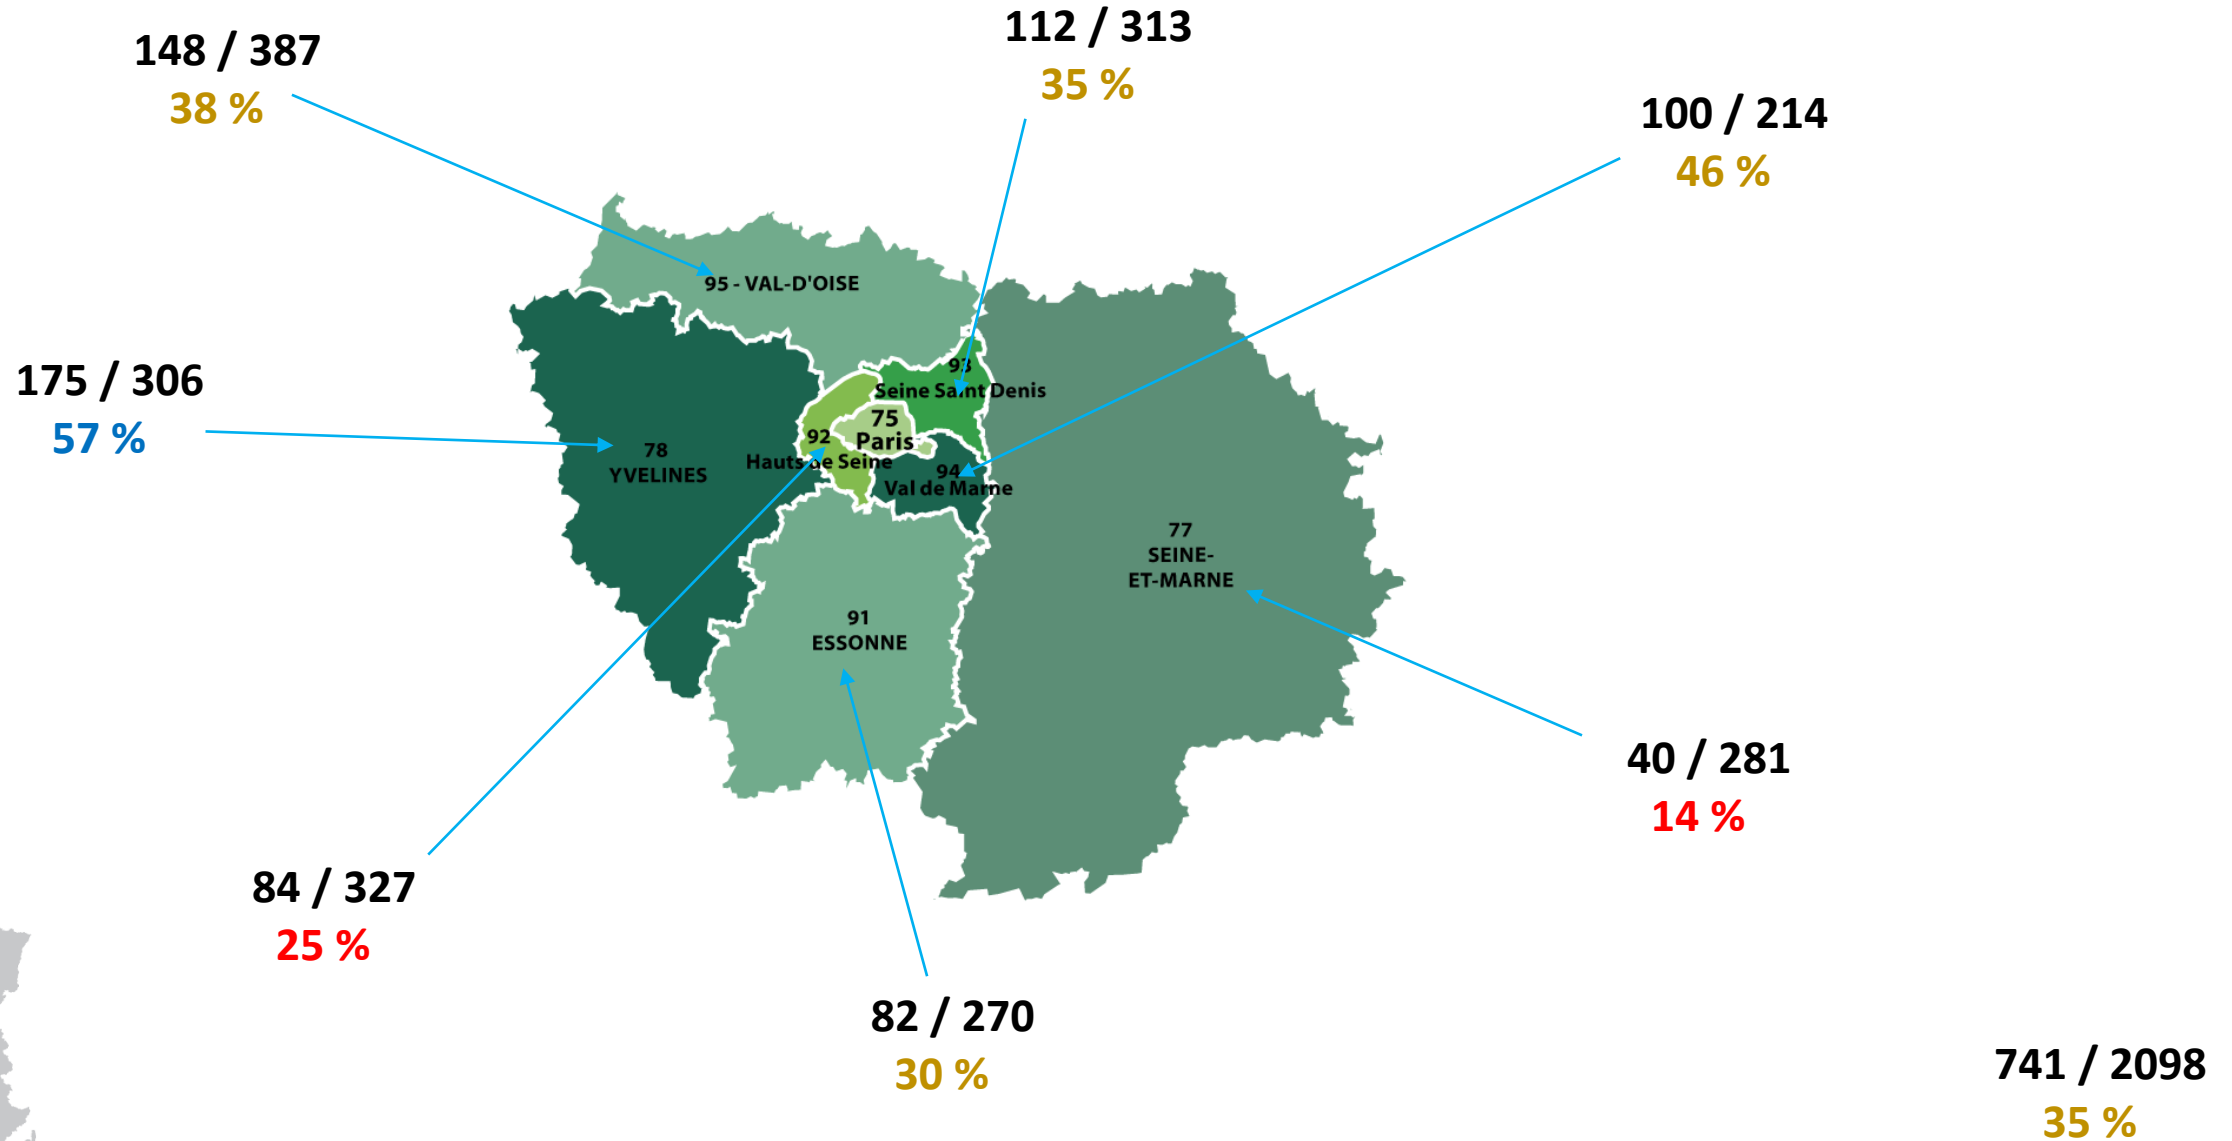 112 / 313
35 %
148 / 387
38 %
100 / 214
46 %
95 - VAL-D'OISE
175 / 306
57 %
93
Seine Saint Denis
75
Paris
92
Hauts de Seine
78
YVELINES
94
Val de Marne
77
SEINE-
ET-MARNE
91
ESSONNE
40 / 281
14 %
84 / 327
25 %
82 / 270
30 %
741 / 2098
35 %